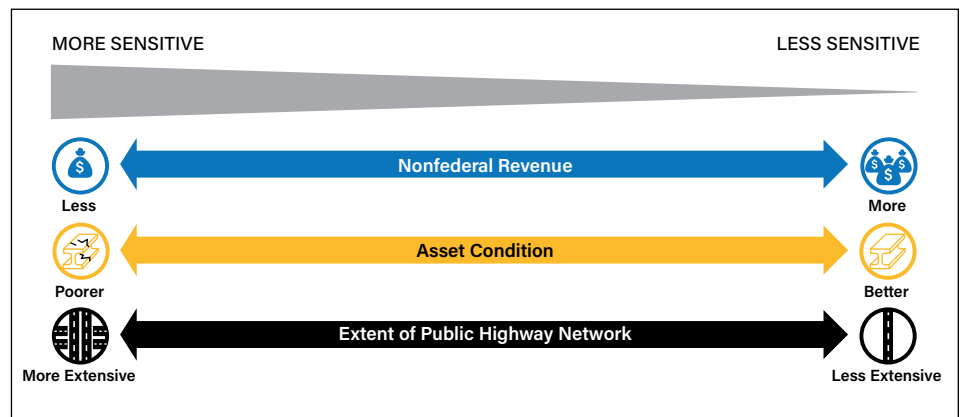 MORE SENSITIVE
LESS SENSITIVE
$
Nonfederal Revenue
$ $ $
Less
More
Asset Condition
Poorer
Better
Extent of Public Highway Network
More Extensive
Less Extensive